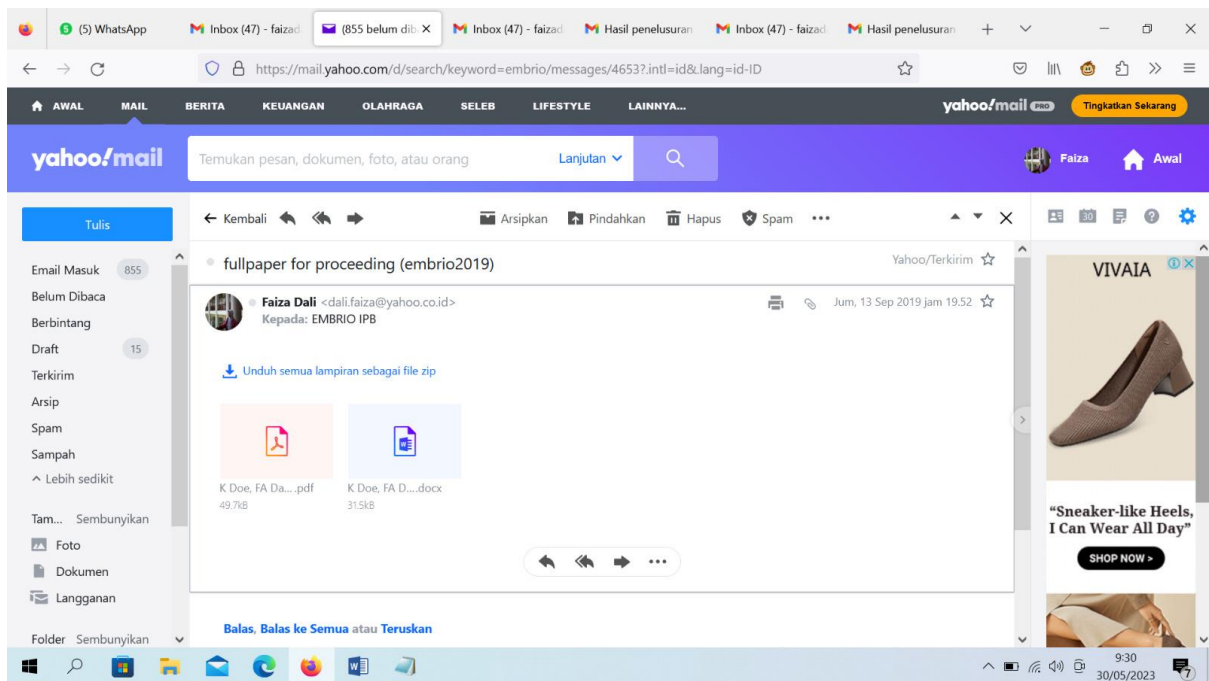 (5) WhatsApp
Inbox (47) - faizad
(855 belum dib
Inbox (47) - faizad
Hasil penelusuran
Inbox (47) - faizad
Hasil penelusuran
https://mail.yahoo.com/d/search/keyword=embrio/messages/4653?.intl=id&.lang=id-ID
AWAL MAIL BERITA KEUANGAN OLAHRAGA SELEB LIFESTYLE LAINNYA...
yahoo!mail PRO
Tingkatkan Sekarang
yahoo!mail
Temukan pesan, dokumen, foto, atau orang
Lanjutan
Faiza
Awal
Tulis
Kembali
Arsipkan
Pindahkan
Hapus
Spam
30
Email Masuk 855
Belum Dibaca
Berbintang
Draft 15
Terkirim
Arsip
Spam
Sampah
Lebih sedikit
Tam... Sembunyikan
Foto
Dokumen
Langganan
Folder Sembunyikan
fullpaper for proceeding (embrio2019)
Yahoo/Terkirim
Faiza Dali <dali.faiza@yahoo.co.id>
Jum, 13 Sep 2019 jam 19.52
Kepada: EMBRIO IPB
Unduh semua lampiran sebagai file zip
K Doe, FA Da... .pdf
49.7kB
K Doe, FA D....docx
31.5kB
Balas, Balas ke Semua atau Teruskan
VIVAIA
"Sneaker-like Heels,
I Can Wear All Day"
SHOP NOW >
9:30
30/05/2023
7